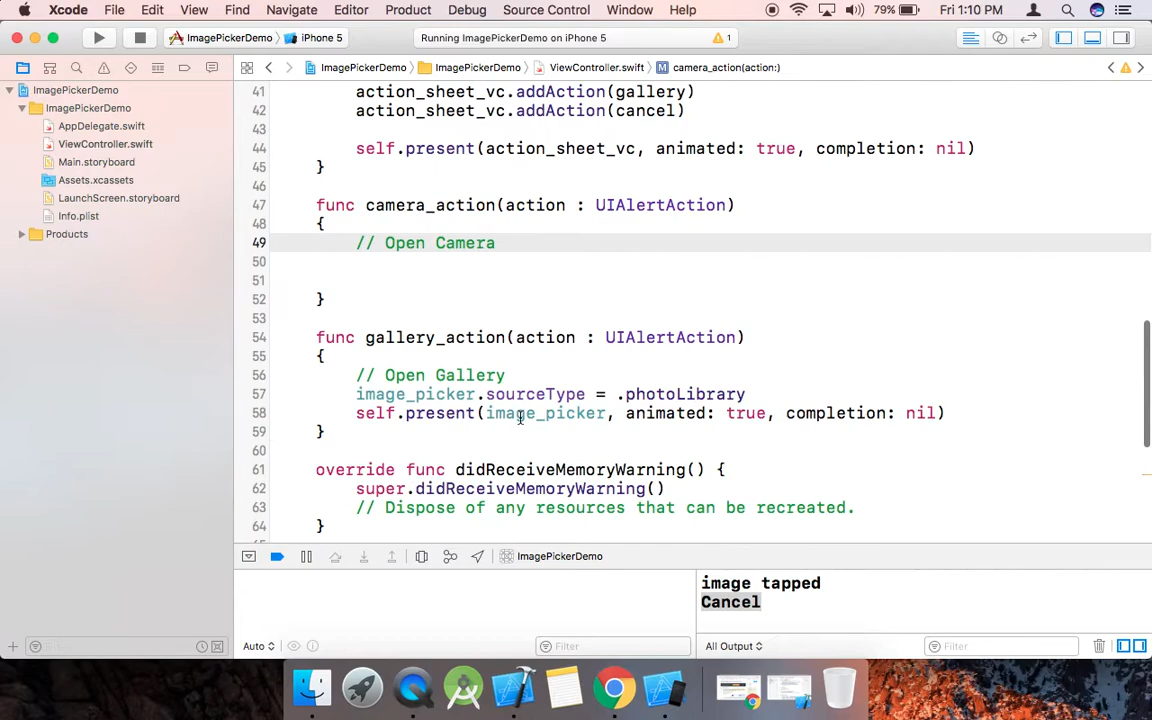 Xcode File Edit View Find Navigate Editor Product Debug Source Control Window Help 79% Fri 1:10 PM
ImagePickerDemo iPhone 5 Running ImagePickerDemo on iPhone 5 1
ImagePickerDemo ImagePickerDemo ViewController.swift M camera_action(action:)
ImagePickerDemo
ImagePickerDemo
AppDelegate.swift
ViewController.swift
Main.storyboard
Assets.xcassets
LaunchScreen.storyboard
Info.plist
Products
41 action_sheet_vc.addAction(gallery)
42 action_sheet_vc.addAction(cancel)
43
44 self.present(action_sheet_vc, animated: true, completion: nil)
45 }
46
47 func camera_action(action : UIAlertAction)
48 {
49 // Open Camera
50
51
52 }
53
54 func gallery_action(action : UIAlertAction)
55 {
56 // Open Gallery
57 image_picker.sourceType = .photoLibrary
58 self.present(image_picker, animated: true, completion: nil)
59 }
60
61 override func didReceiveMemoryWarning() {
62 super.didReceiveMemoryWarning()
63 // Dispose of any resources that can be recreated.
64 }
ImagePickerDemo
image tapped
Cancel
Auto Filter All Output Filter